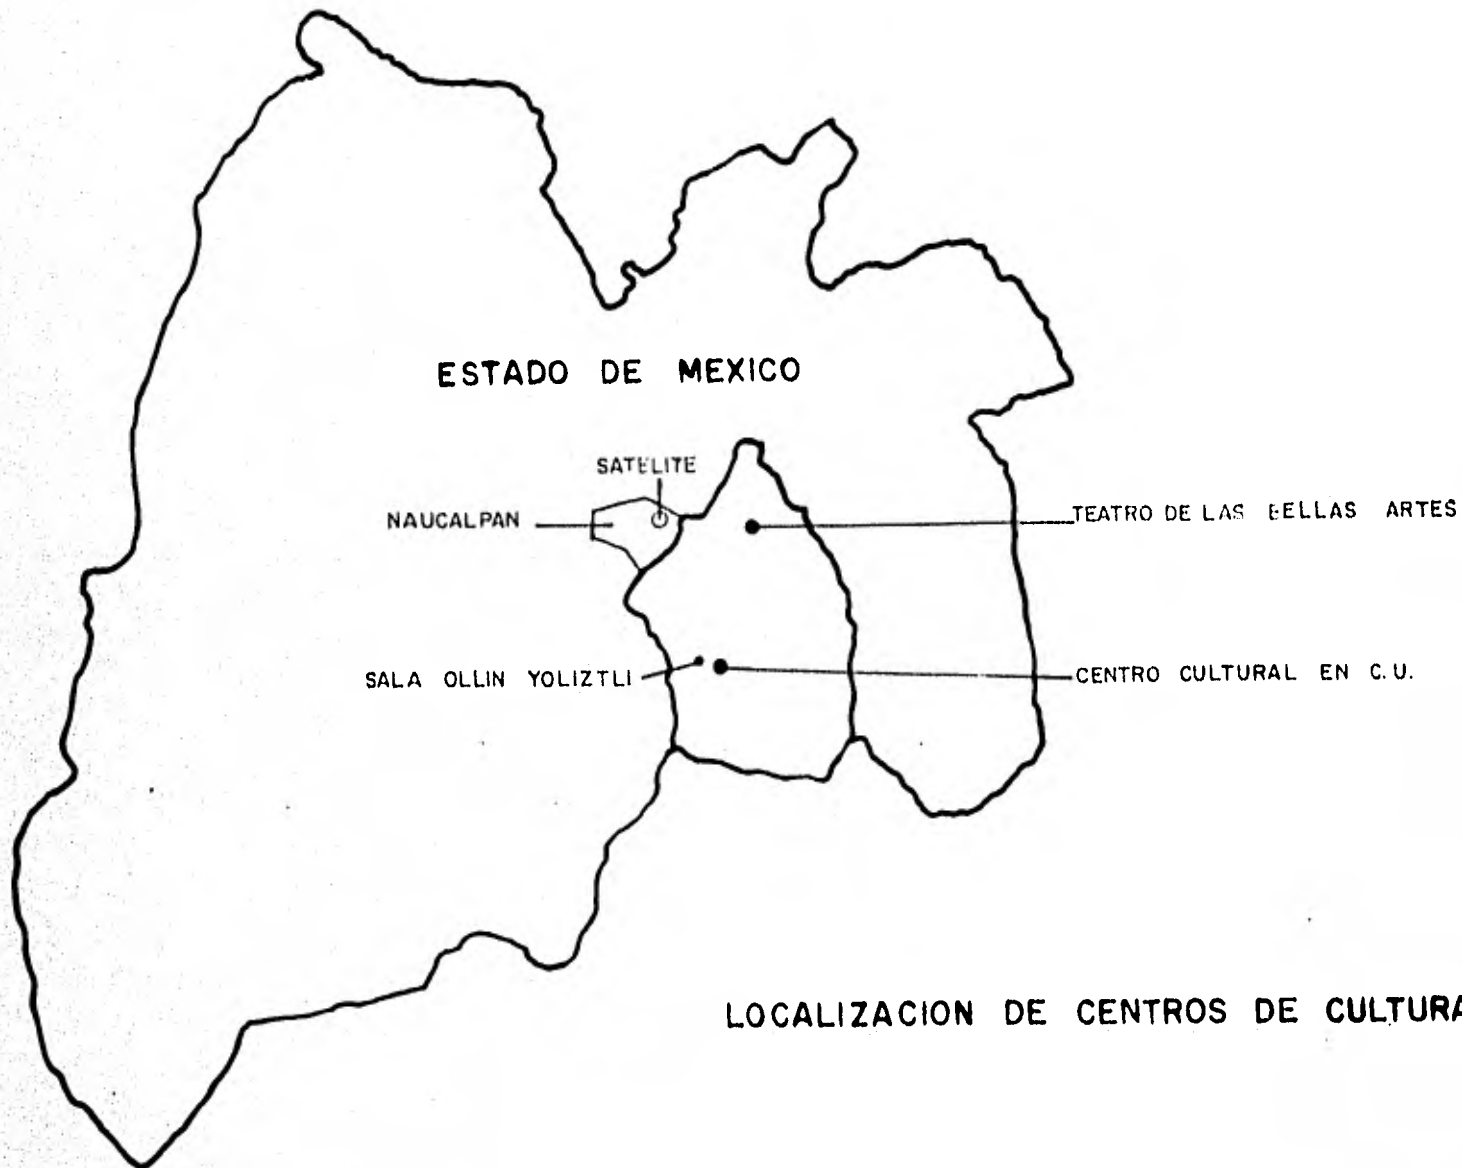 ESTADO DE MEXICO
SATELITE
NAUCALPAN
TEATRO DE LAS BELLAS ARTES
SALA OLLIN YOLIZTLI
CENTRO CULTURAL EN C.U.
LOCALIZACION DE CENTROS DE CULTURA